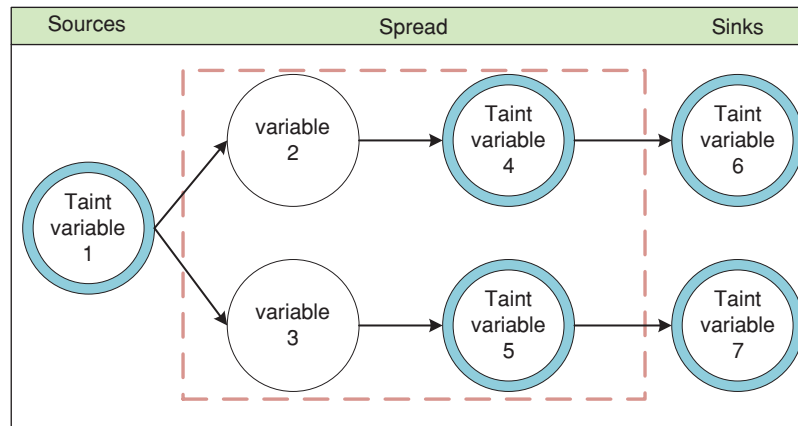 Sources Spread Sinks
Taint
variable
1
variable
2
Taint
variable
4
Taint
variable
6
variable
3
Taint
variable
5
Taint
variable
7